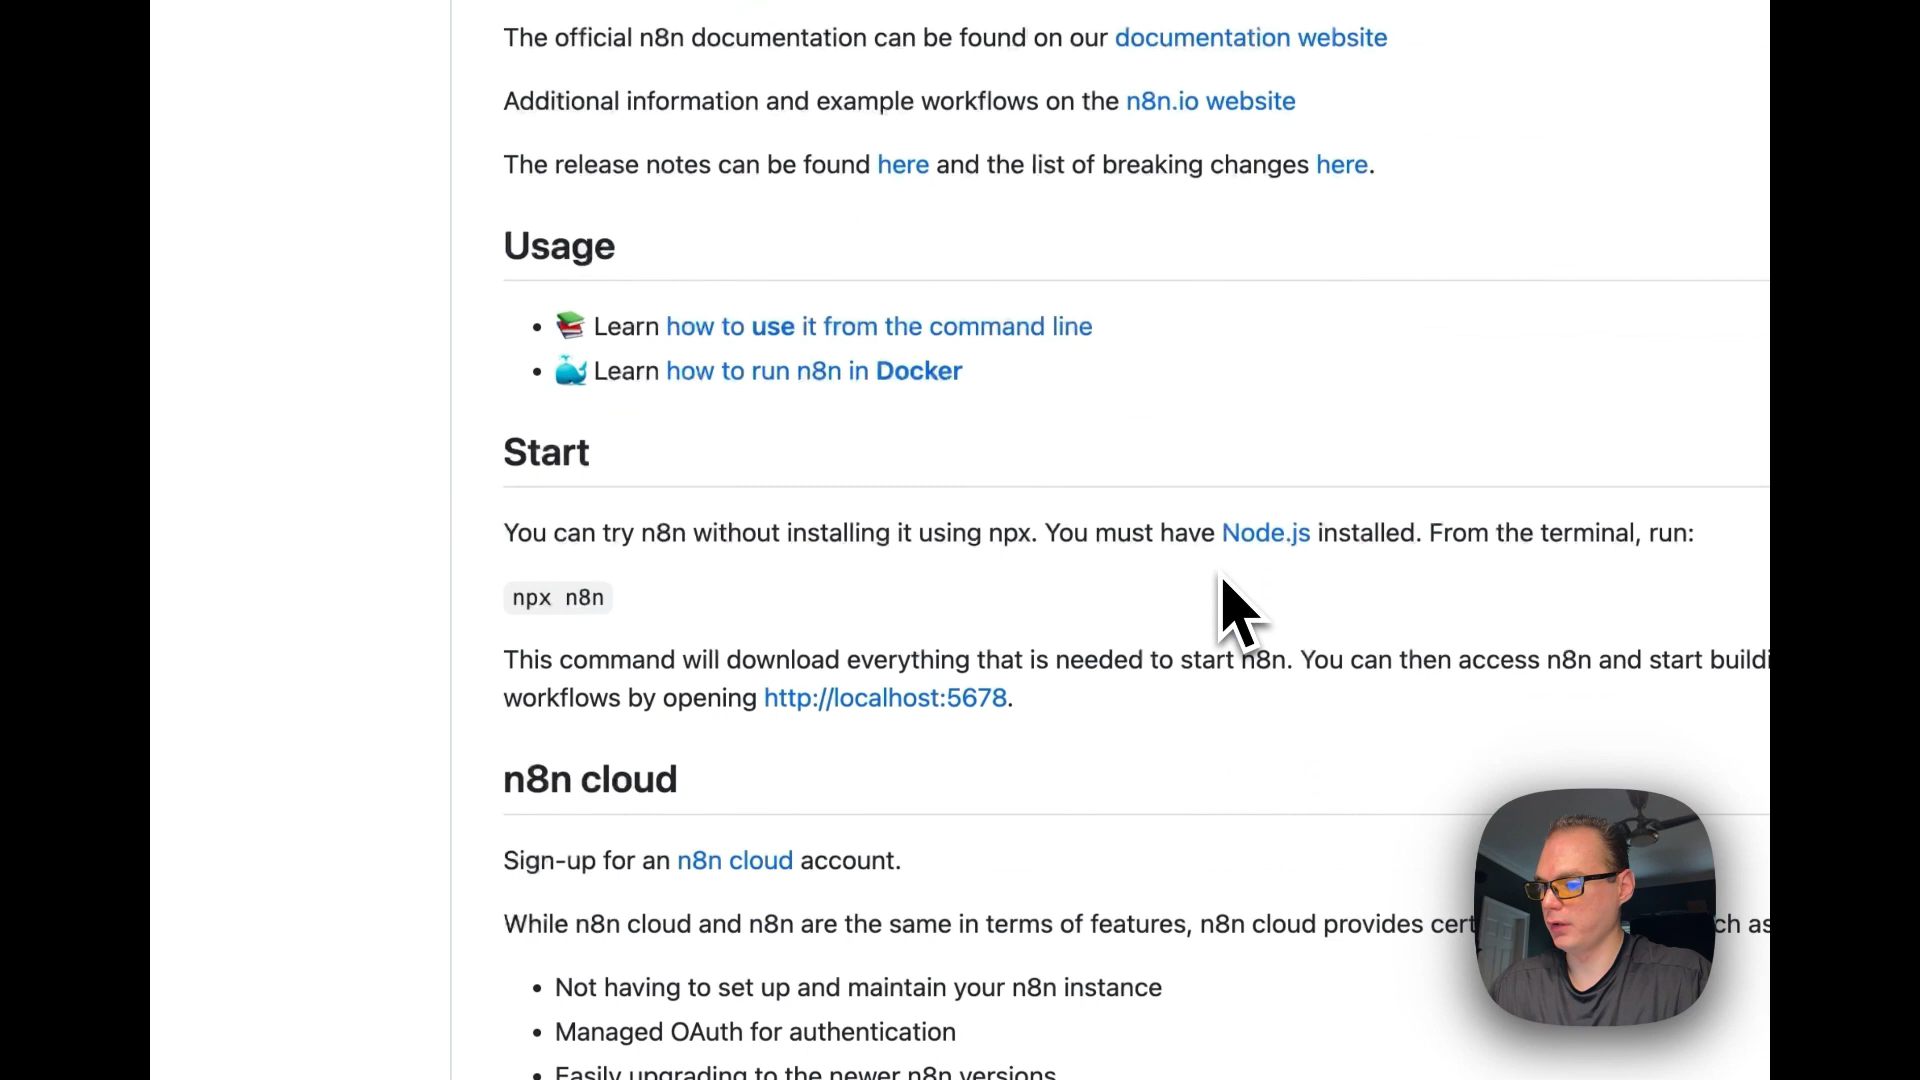 The official n8n documentation can be found on our documentation website
Additional information and example workflows on the n8n.io website
The release notes can be found here and the list of breaking changes here.
Usage
Learn how to use it from the command line
Learn how to run n8n in Docker
Start
You can try n8n without installing it using npx. You must have Node.js installed. From the terminal, run:
npx n8n
This command will download everything that is needed to start n8n. You can then access n8n and start
workflows by opening http://localhost:5678.
n8n cloud
Sign-up for an n8n cloud account.
While n8n cloud and n8n are the same in terms of features, n8n cloud provides
Not having to set up and maintain your n8n instance
Managed OAuth for authentication
Easily upgrading to the newer n8n versions